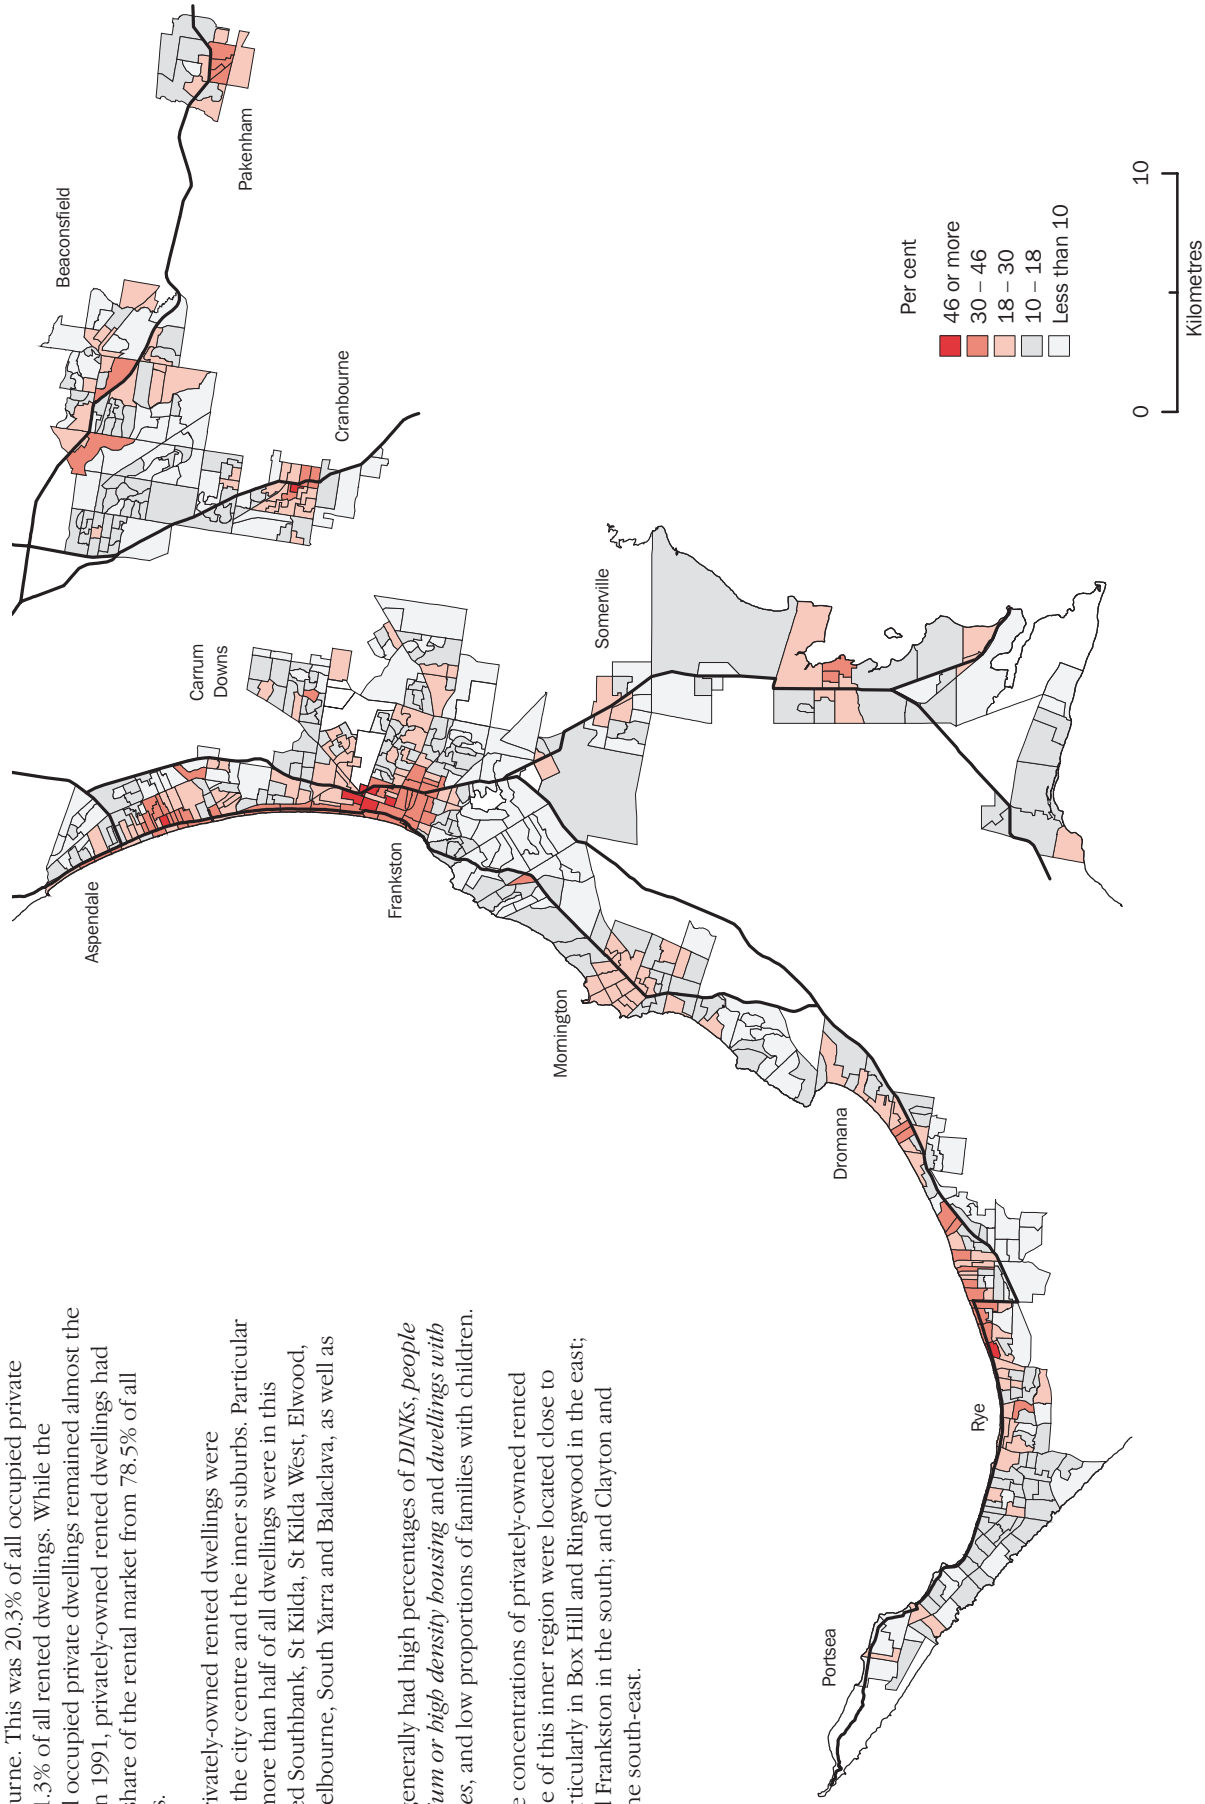 urne. This was 20.3% of all occupied private
1.3% of all rented dwellings. While the
l occupied private dwellings remained almost the
n 1991, privately-owned rented dwellings had
share of the rental market from 78.5% of all
s.
rivately-owned rented dwellings were
the city centre and the inner suburbs. Particular
more than half of all dwellings were in this
ed Southbank, St Kilda, St Kilda West, Elwood,
elbourne, South Yarra and Balaclava, as well as
generally had high percentages of DINKs, people
um or high density housing and dwellings with
es, and low proportions of families with children.
e concentrations of privately-owned rented
e of this inner region were located close to
rticularly in Box Hill and Ringwood in the east;
l Frankston in the south; and Clayton and
he south-east.
Portsea
Rye
Dromana
Mornington
Aspendale
Frankston
Carrum
Downs
Somerville
Cranbourne
Beaconsfield
Pakenham
Per cent
46 or more
30 – 46
18 – 30
10 – 18
Less than 10
0 10
Kilometres